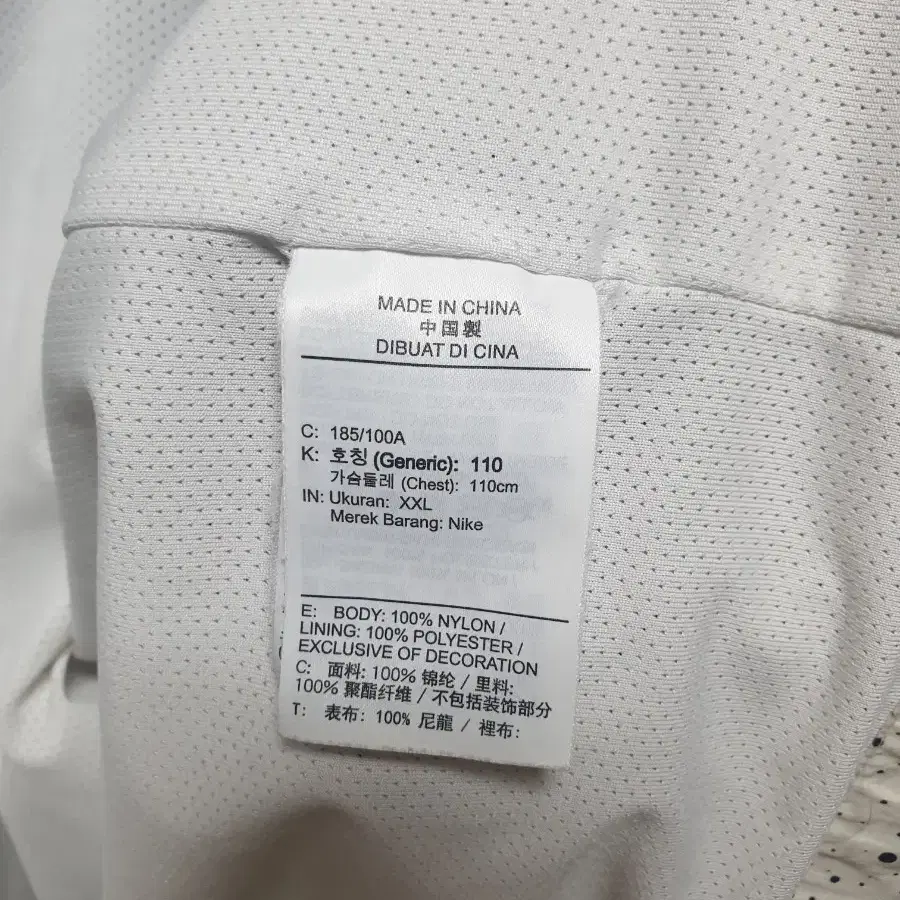 MADE IN CHINA
中国製
DIBUAT DI CINA
C: 185/100A
K: 호칭 (Generic): 110
가슴둘레 (Chest): 110cm
IN: Ukuran: XXL
Merek Barang: Nike
E: BODY: 100% NYLON /
LINING: 100% POLYESTER /
EXCLUSIVE OF DECORATION
C: 面料: 100% 锦纶 / 里料:
100% 聚酯纤维 / 不包括装饰部分
T: 表布: 100% 尼龍 / 裡布: